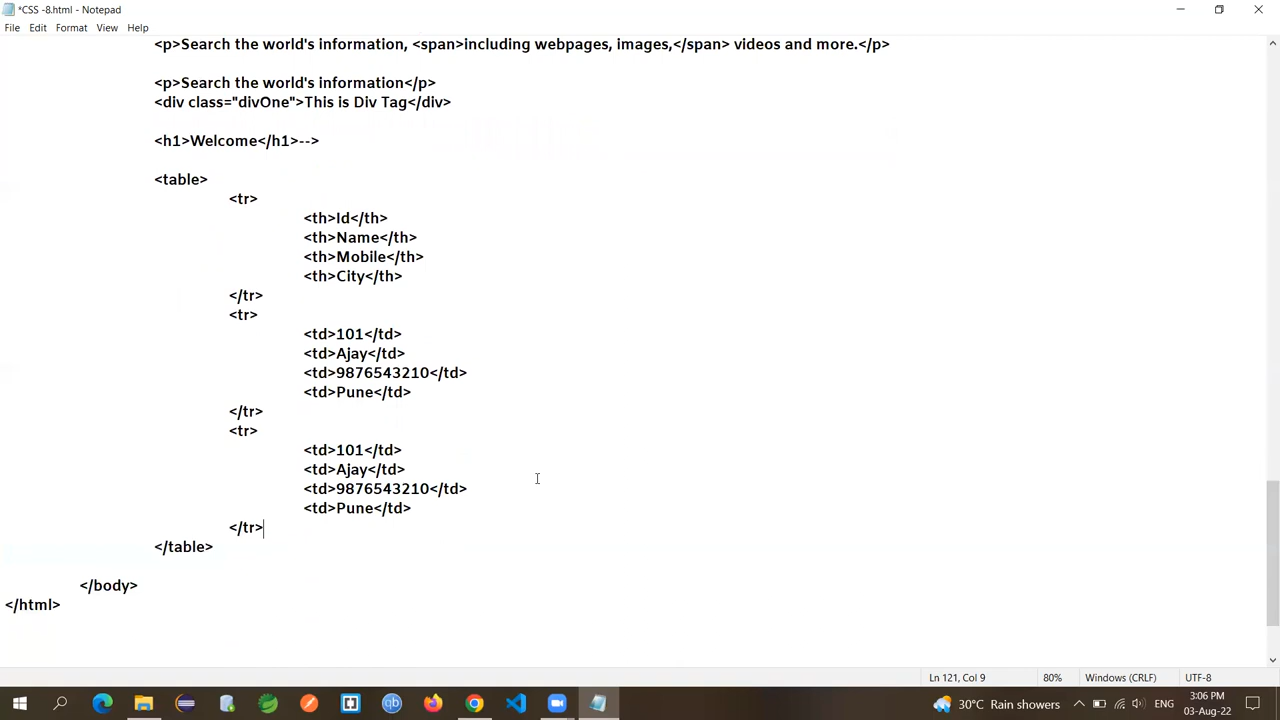 *CSS -8.html - Notepad
File Edit Format View Help
<p>Search the world's information, <span>including webpages, images,</span> videos and more.</p>
<p>Search the world's information</p>
<div class="divOne">This is Div Tag</div>
<h1>Welcome</h1>-->
<table>
<tr>
<th>Id</th>
<th>Name</th>
<th>Mobile</th>
<th>City</th>
</tr>
<tr>
<td>101</td>
<td>Ajay</td>
<td>9876543210</td>
<td>Pune</td>
</tr>
<tr>
<td>101</td>
<td>Ajay</td>
<td>9876543210</td>
<td>Pune</td>
</tr>
</table>
</body>
</html>
Ln 121, Col 9 80% Windows (CRLF) UTF-8
qb 30°C Rain showers ENG 3:06 PM
03-Aug-22